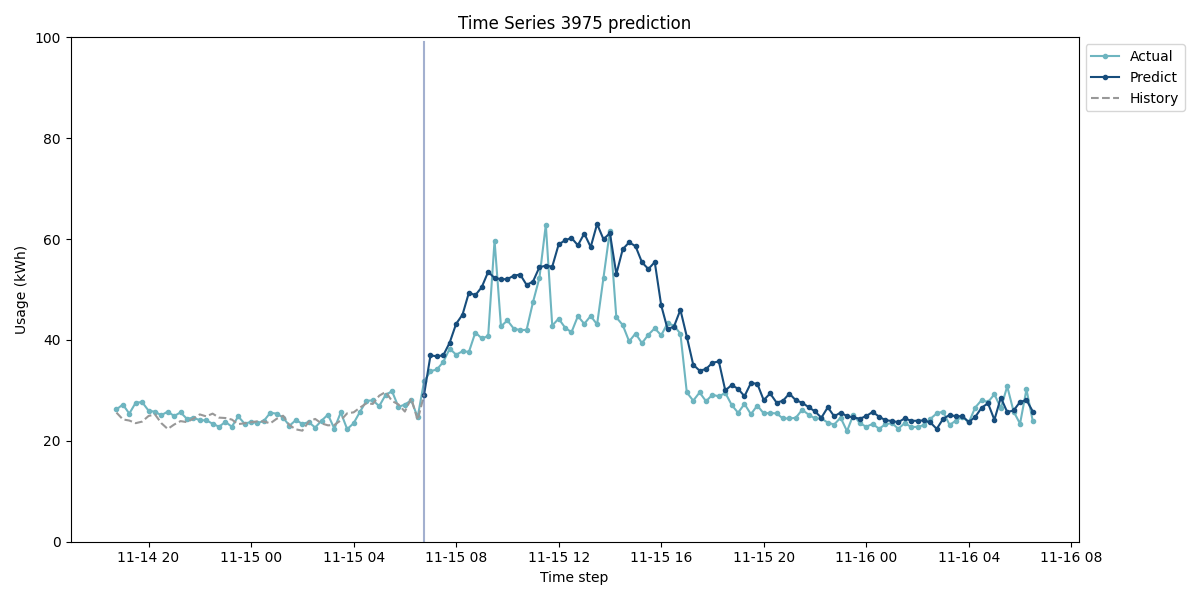 Time Series 3975 prediction
100
80
60
40
20
0
Usage (kWh)
11-14 20
11-15 00
11-15 04
11-15 08
11-15 12
11-15 16
11-15 20
11-16 00
11-16 04
11-16 08
Time step
Actual
Predict
History